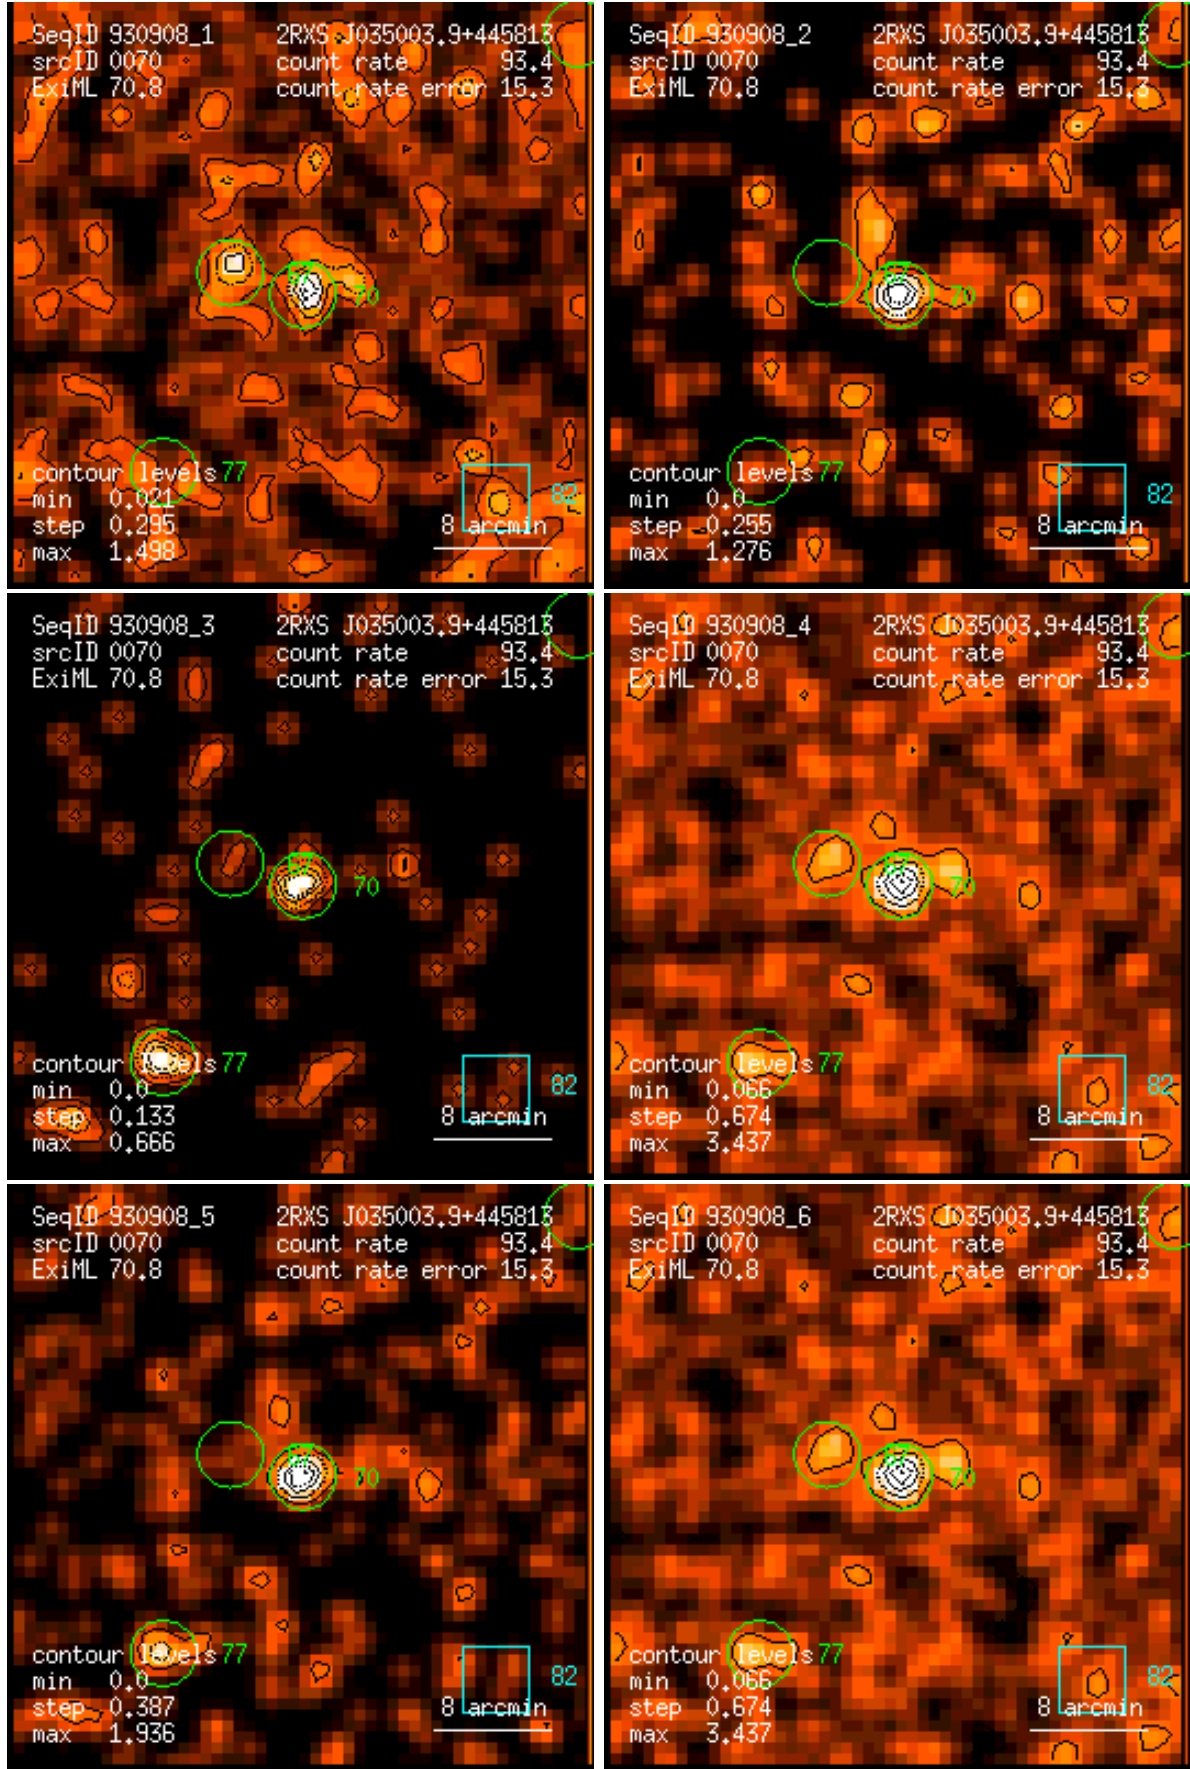 SeqID 930908_1 2RXS J035003.9+445813
srcID 0070 count rate 93.4
ExiML 70.8 count rate error 15.3
67
70
contour levels 77
min 0.021
82
step 0.295 8 arcmin
max 1.498
SeqID 930908_2 2RXS J035003.9+445813
srcID 0070 count rate 93.4
ExiML 70.8 count rate error 15.3
67
70
contour levels 77
min 0.0
82
step 0.255 8 arcmin
max 1.276
SeqID 930908_3 2RXS J035003.9+445813
srcID 0070 count rate 93.4
ExiML 70.8 count rate error 15.3
67
70
contour levels 77
min 0.0
82
step 0.133 8 arcmin
max 0.666
SeqID 930908_4 2RXS J035003.9+445813
srcID 0070 count rate 93.4
ExiML 70.8 count rate error 15.3
67
70
contour levels 77
min 0.066
82
step 0.674 8 arcmin
max 3.437
SeqID 930908_5 2RXS J035003.9+445813
srcID 0070 count rate 93.4
ExiML 70.8 count rate error 15.3
67
70
contour levels 77
min 0.0
82
step 0.387 8 arcmin
max 1.936
SeqID 930908_6 2RXS J035003.9+445813
srcID 0070 count rate 93.4
ExiML 70.8 count rate error 15.3
67
70
contour levels 77
min 0.066
82
step 0.674 8 arcmin
max 3.437